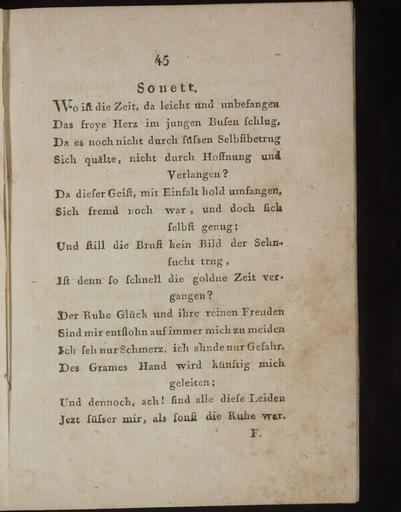 45
Sonett.
Wo iſt die Zeit, da leicht und unbefangen
Das freye Herz im jungen Buſen ſchlug,
Da es noch nicht durch ſüſsen Selbſtbetrug
Sich quälte, nicht durch Hoffnung und
Verlangen?
Da dieſer Geiſt, mit Einfalt hold umfangen,
Sich fremd noch war, und doch ſich
ſelbſt genug;
Und ſtill die Bruſt kein Bild der Sehn-
ſucht trug,
Iſt denn ſo ſchnell die goldne Zeit ver-
gangen?
Der Ruhe Glück und ihre reinen Freuden
Sind mir entflohn auf immer mich zu meiden
Ich ſeh nur Schmerz, ich ahnde nur Gefahr.
Des Grames Hand wird künftig mich
geleiten;
Und dennoch, ach! ſind alle dieſe Leiden
Jezt ſüſser mir, als ſonſt die Ruhe war.
F.